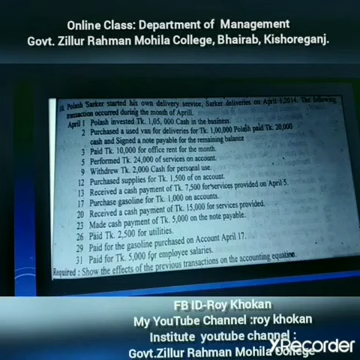 Online Class: Department of Management
Govt. Zillur Rahman Mohila College, Bhairab, Kishoreganj.
Polash Sarker started his own delivery service, Sarker deliveries on April 1,2014. The following
transaction occurred during the month of April.
April 1 Polash invested Tk. 1,05, 000 Cash in the business.
2 Purchased a used van for deliveries for Tk. 1,00,000 Polash paid Tk. 20,000
cash and Signed a note payable for the remaining balance
3 Paid Tk. 10,000 for office rent for the month.
5 Performed Tk. 24,000 of services on account.
9 Withdrew Tk. 2,000 Cash for personal use.
12 Purchased supplies for Tk. 1,500 of on account.
13 Received a cash payment of Tk. 7,500 for services provided on April 5.
17 Purchase gasoline for Tk. 1,000 on accounts.
20 Received a cash payment of Tk. 15,000 for services provided.
23 Made cash payment of Tk. 5,000 on the note payable.
26 Paid Tk. 2,500 for utilities.
29 Paid for the gasoline purchased on Account April 17.
31 Paid for Tk. 5,000 for employee salaries.
Required : Show the effects of the previous transactions on the accounting equation.
FB ID-Roy Khokan
My YouTube Channel :roy khokan
Institute youtube channel :
Govt.Zillur Rahman Mohila College
XRecorder